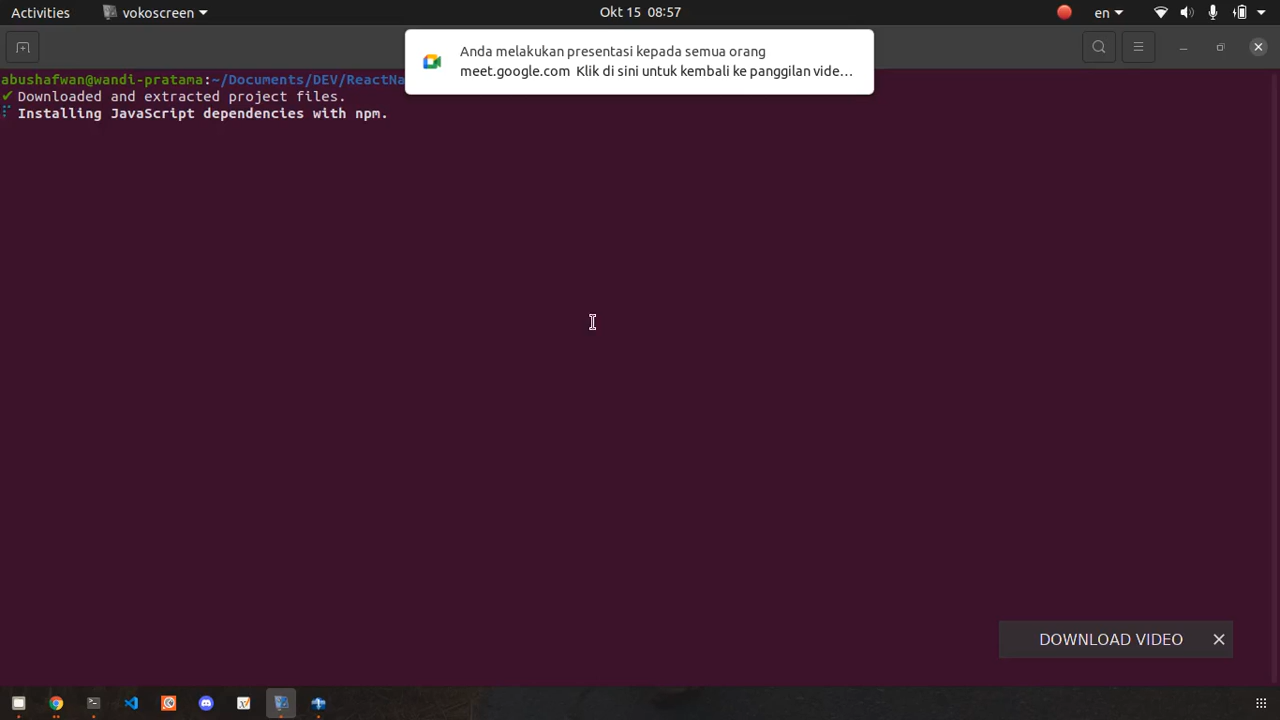 Activities
vokoscreen
Okt 15 08:57
en
Anda melakukan presentasi kepada semua orang
meet.google.com Klik di sini untuk kembali ke panggilan vide…
abushafwan@wandi-pratama:~/Documents/DEV/ReactNa
✔ Downloaded and extracted project files.
Installing JavaScript dependencies with npm.
DOWNLOAD VIDEO